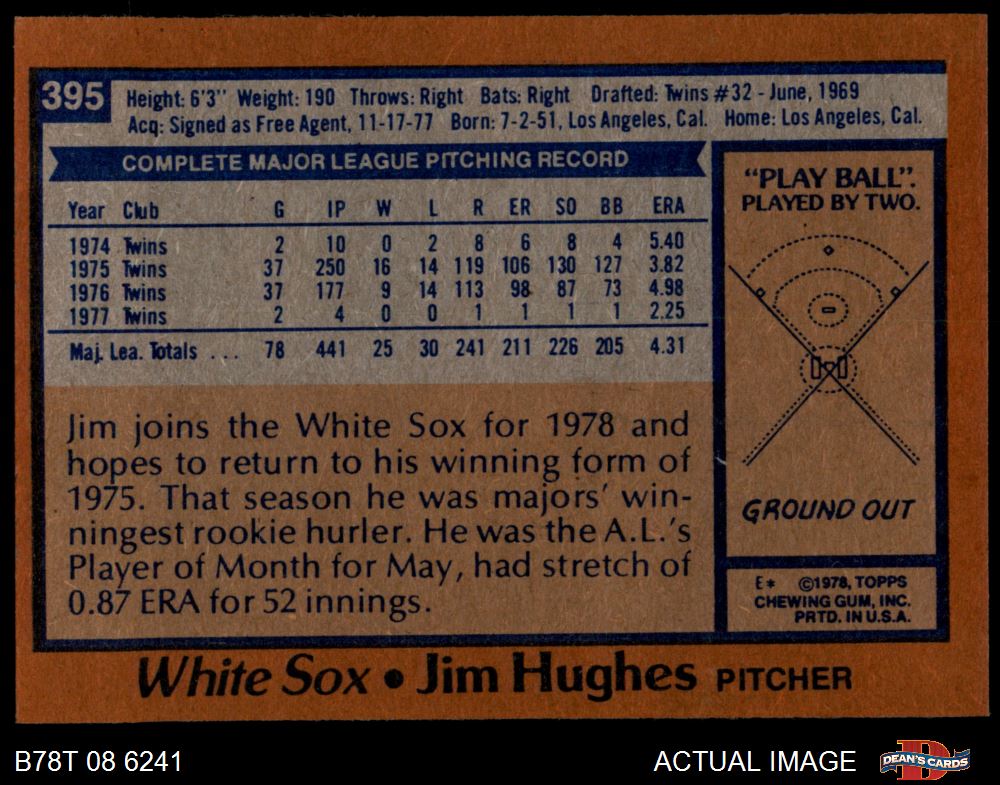 395
Height: 6'3" Weight: 190 Throws: Right Bats: Right Drafted: Twins #32 - June, 1969
Acq: Signed as Free Agent, 11-17-77 Born: 7-2-51, Los Angeles, Cal. Home: Los Angeles, Cal.
COMPLETE MAJOR LEAGUE PITCHING RECORD
Year Club G IP W L R ER SO BB ERA
1974 Twins 2 10 0 2 8 6 8 4 5.40
1975 Twins 37 250 16 14 119 106 130 127 3.82
1976 Twins 37 177 9 14 113 98 87 73 4.98
1977 Twins 2 4 0 0 1 1 1 1 2.25
Maj. Lea. Totals ... 78 441 25 30 241 211 226 205 4.31
Jim joins the White Sox for 1978 and
hopes to return to his winning form of
1975. That season he was majors' win-
ningest rookie hurler. He was the A.L.'s
Player of Month for May, had stretch of
0.87 ERA for 52 innings.
"PLAY BALL".
PLAYED BY TWO.
GROUND OUT
E* ©1978, TOPPS
CHEWING GUM, INC.
PRTD. IN U.S.A.
White Sox • Jim Hughes PITCHER
B78T 08 6241
ACTUAL IMAGE
D
DEAN'S CARDS